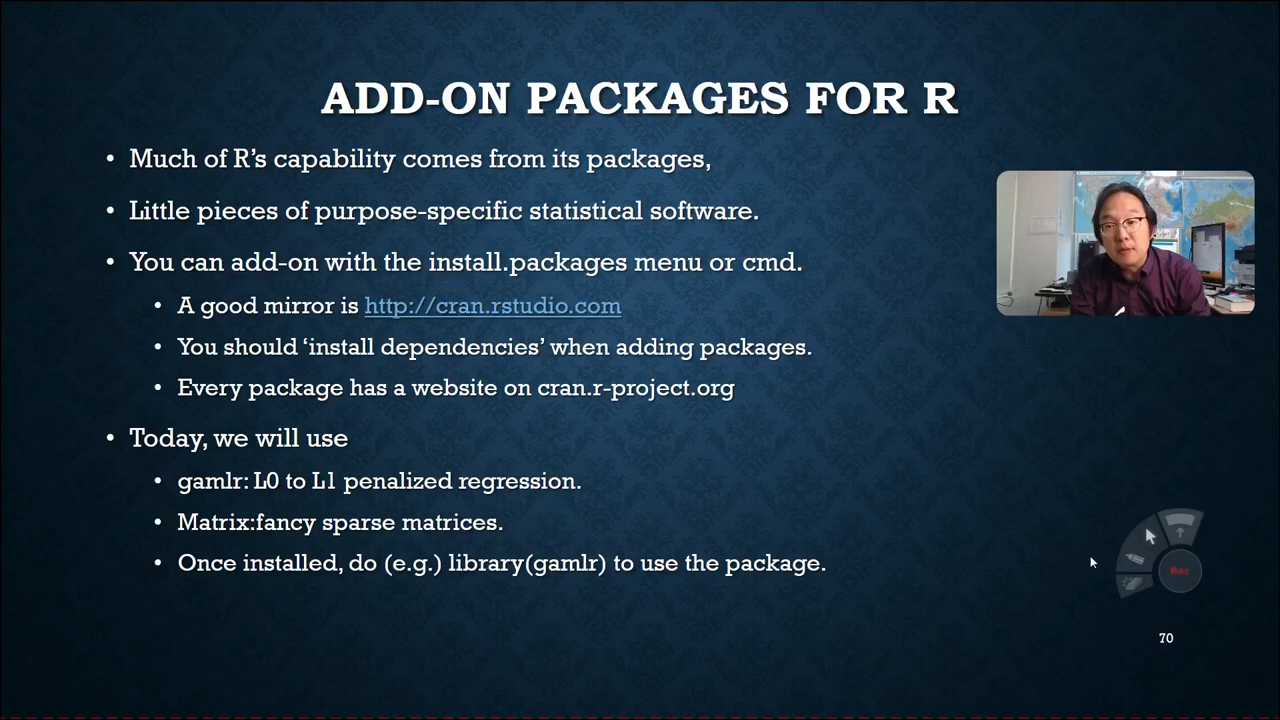 ADD-ON PACKAGES FOR R
• Much of R's capability comes from its packages,
• Little pieces of purpose-specific statistical software.
• You can add-on with the install.packages menu or cmd.
• A good mirror is http://cran.rstudio.com
• You should 'install dependencies' when adding packages.
• Every package has a website on cran.r-project.org
• Today, we will use
• gamlr: L0 to L1 penalized regression.
• Matrix:fancy sparse matrices.
• Once installed, do (e.g.) library(gamlr) to use the package.
Rec
70